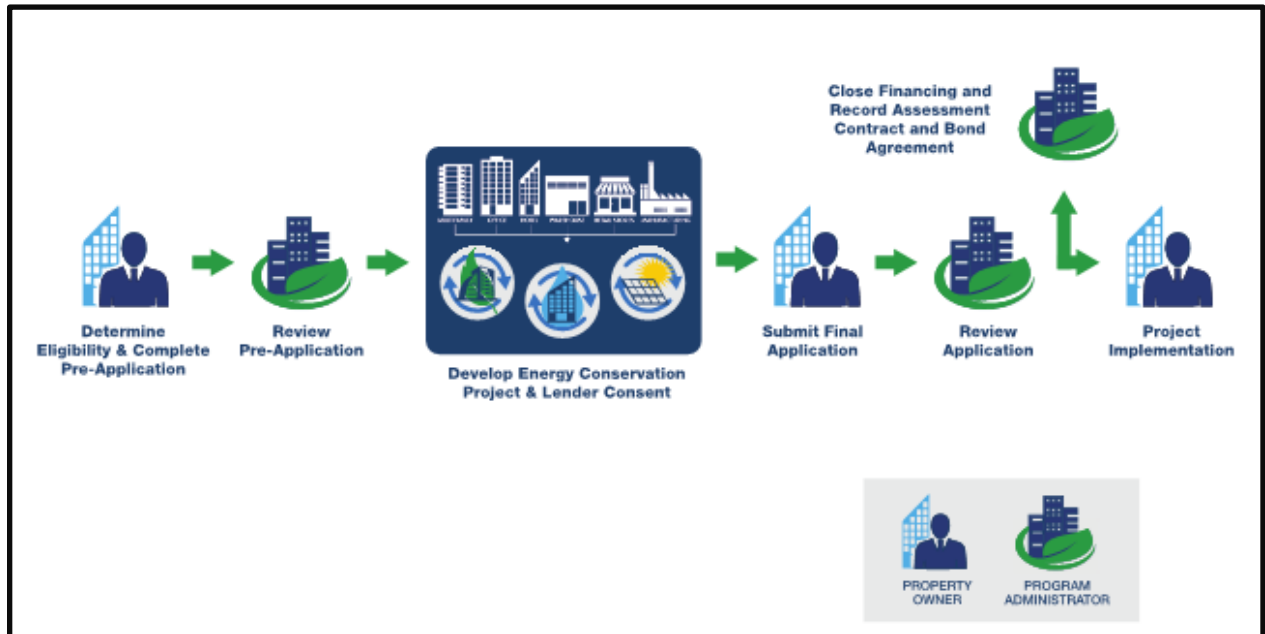 Close Financing and
Record Assessment
Contract and Bond
Agreement
Determine
Eligibility & Complete
Pre-Application
Review
Pre-Application
Develop Energy Conservation
Project & Lender Consent
Submit Final
Application
Review
Application
Project
Implementation
PROPERTY
OWNER
PROGRAM
ADMINISTRATOR